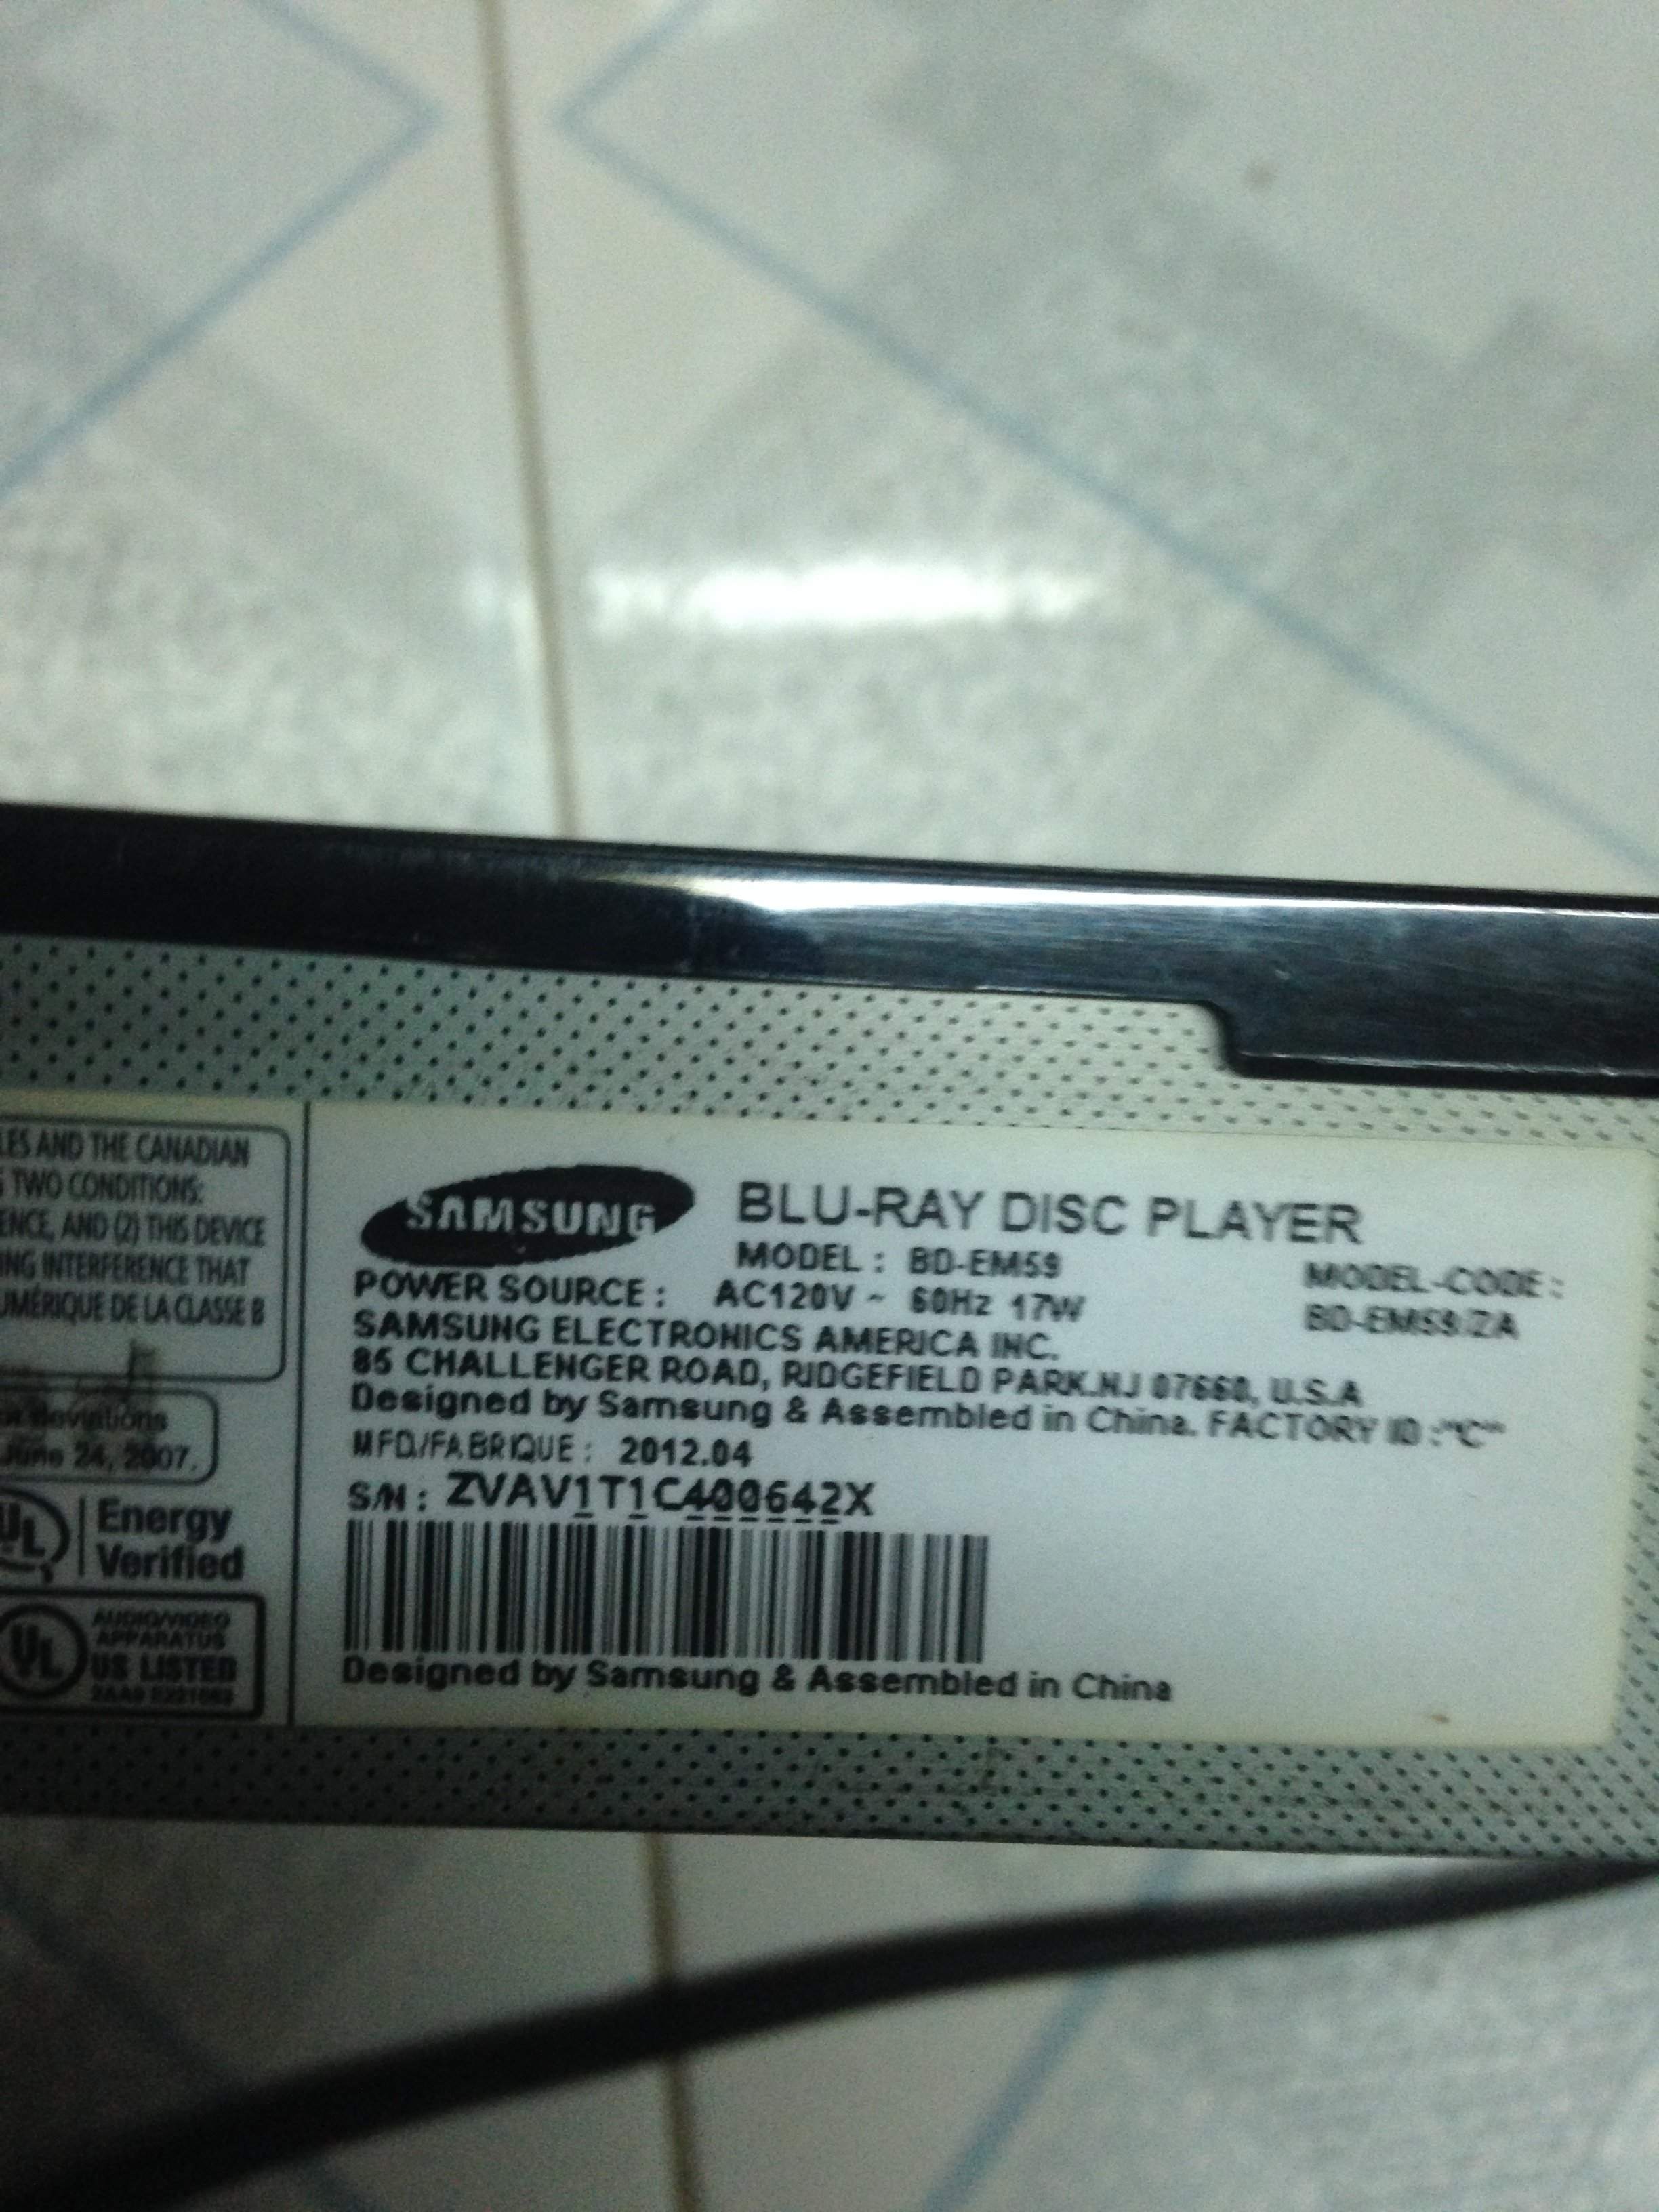 LES AND THE CANADIAN
TWO CONDITIONS:
ENCE, AND (2) THIS DEVICE
ING INTERFERENCE THAT
UMÉRIQUE DE LA CLASSE B
deviations
June 24, 2007.
UL Energy
Verified
UL AUDIO/VIDEO
APPARATUS
US LISTED
SAMSUNG BLU-RAY DISC PLAYER
MODEL : BD-EM59 MODEL-CODE :
POWER SOURCE : AC120V ~ 60Hz 17W BD-EM59/ZA
SAMSUNG ELECTRONICS AMERICA INC.
85 CHALLENGER ROAD, RIDGEFIELD PARK.NJ 07660, U.S.A
Designed by Samsung & Assembled in China. FACTORY ID :"C"
MFD/FABRIQUE : 2012.04
S/N : ZVAV1T1C400642X
Designed by Samsung & Assembled in China